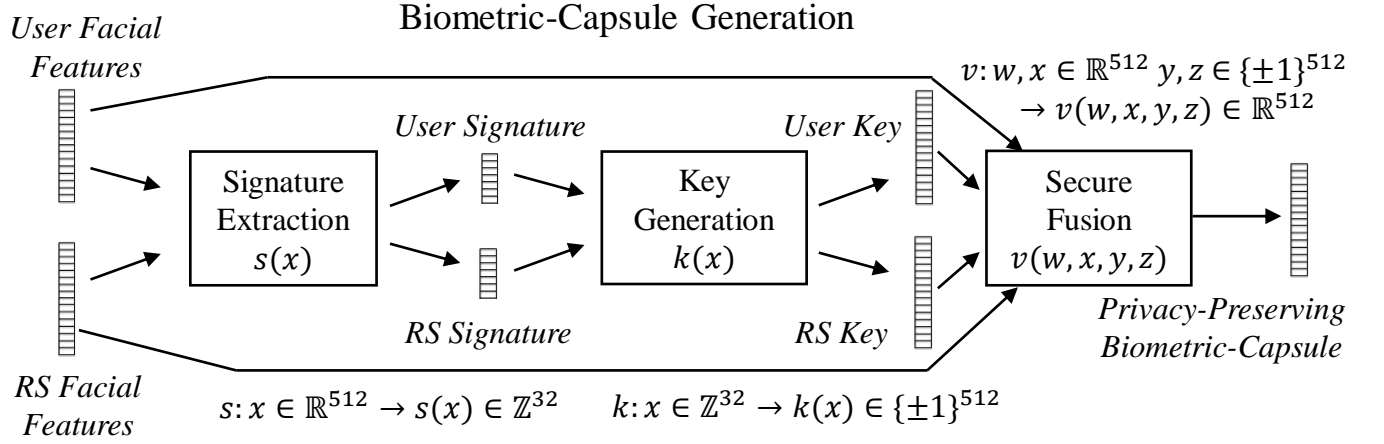 Biometric-Capsule Generation
User Facial
Features
v: w, x ∈ ℝ^512 y, z ∈ {±1}^512
→ v(w, x, y, z) ∈ ℝ^512
User Signature
User Key
Signature
Extraction
s(x)
Key
Generation
k(x)
Secure
Fusion
v(w, x, y, z)
RS Signature
RS Key
Privacy-Preserving
Biometric-Capsule
RS Facial
Features
s: x ∈ ℝ^512 → s(x) ∈ ℤ^32
k: x ∈ ℤ^32 → k(x) ∈ {±1}^512